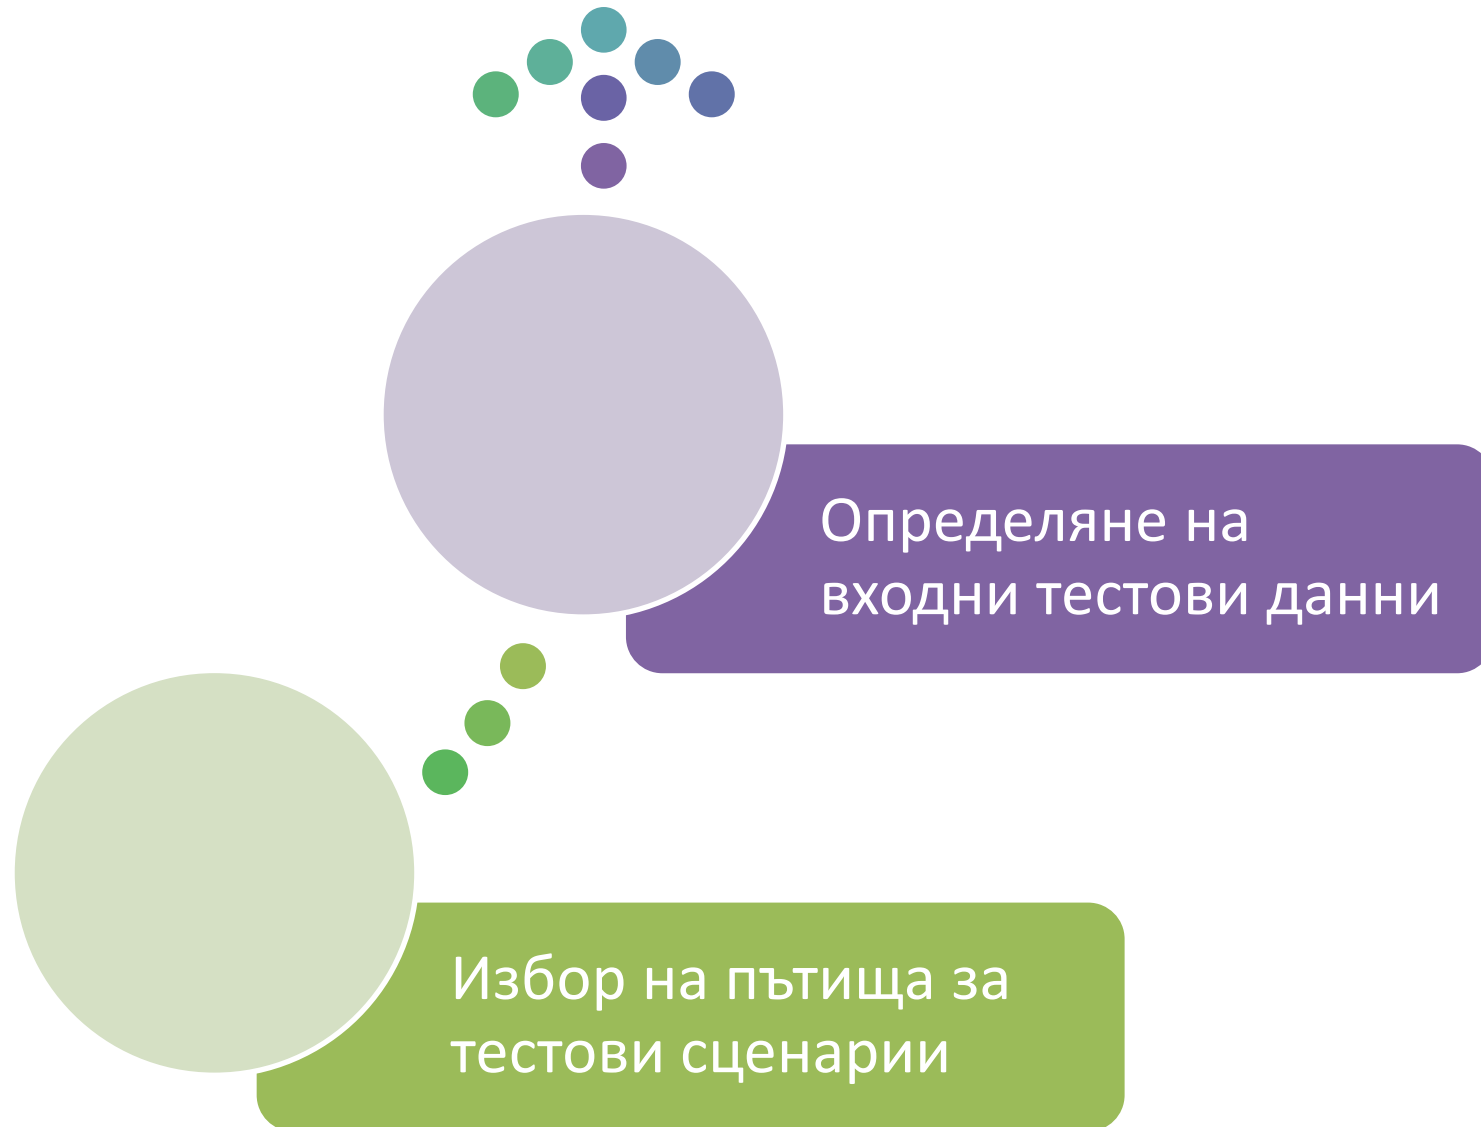 Определяне на
входни тестови данни
Избор на пътища за
тестови сценарии